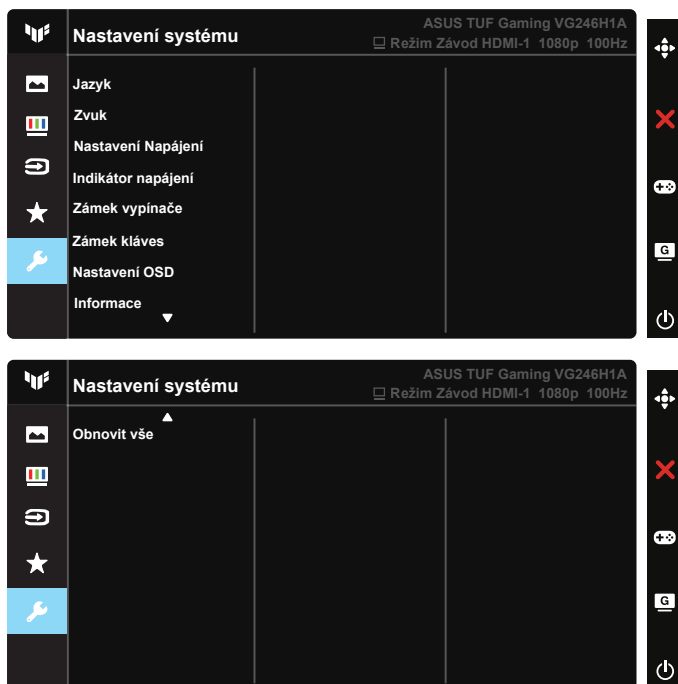 Nastavení systému
ASUS TUF Gaming VG246H1A
Režim Závod HDMI-1 1080p 100Hz
Jazyk
Zvuk
Nastavení Napájení
Indikátor napájení
Zámek vypínače
Zámek kláves
Nastavení OSD
Informace
G
Nastavení systému
ASUS TUF Gaming VG246H1A
Režim Závod HDMI-1 1080p 100Hz
Obnovit vše
G